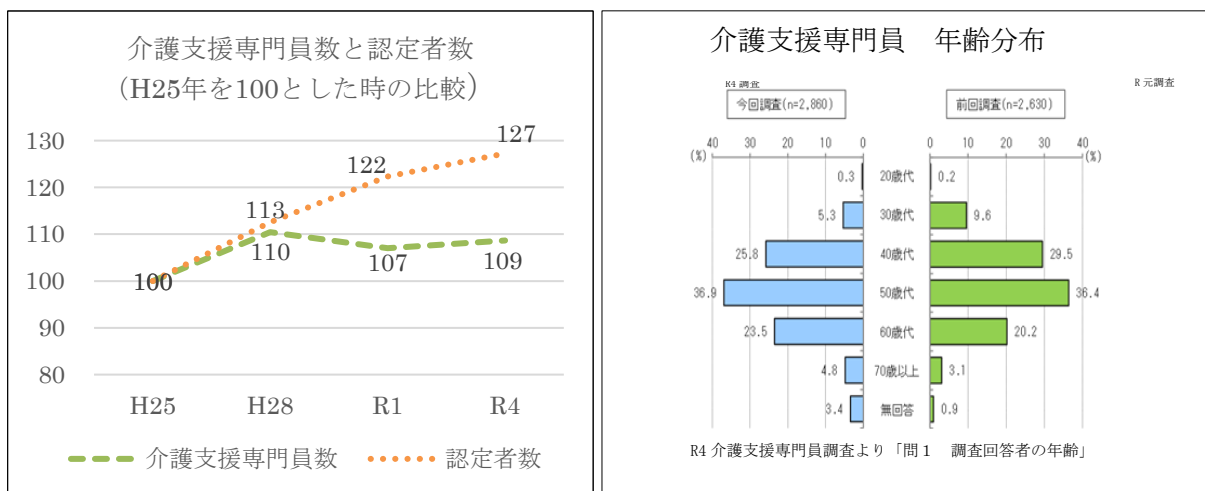 介護支援専門員数と認定者数
（H25年を100とした時の比較）
130
120
110
100
90
80
127
122
113
110
107
109
100
100
H25 H28 R1 R4
介護支援専門員数 認定者数
介護支援専門員　年齢分布
R4 調査 R 元調査
今回調査(n=2,860) 前回調査(n=2,630)
(%) 40 30 20 10 0 0 10 20 30 40 (%)
0.3 20歳代 0.2
5.3 30歳代 9.6
25.8 40歳代 29.5
36.9 50歳代 36.4
23.5 60歳代 20.2
4.8 70歳以上 3.1
3.4 無回答 0.9
R4 介護支援専門員調査より「問１　調査回答者の年齢」